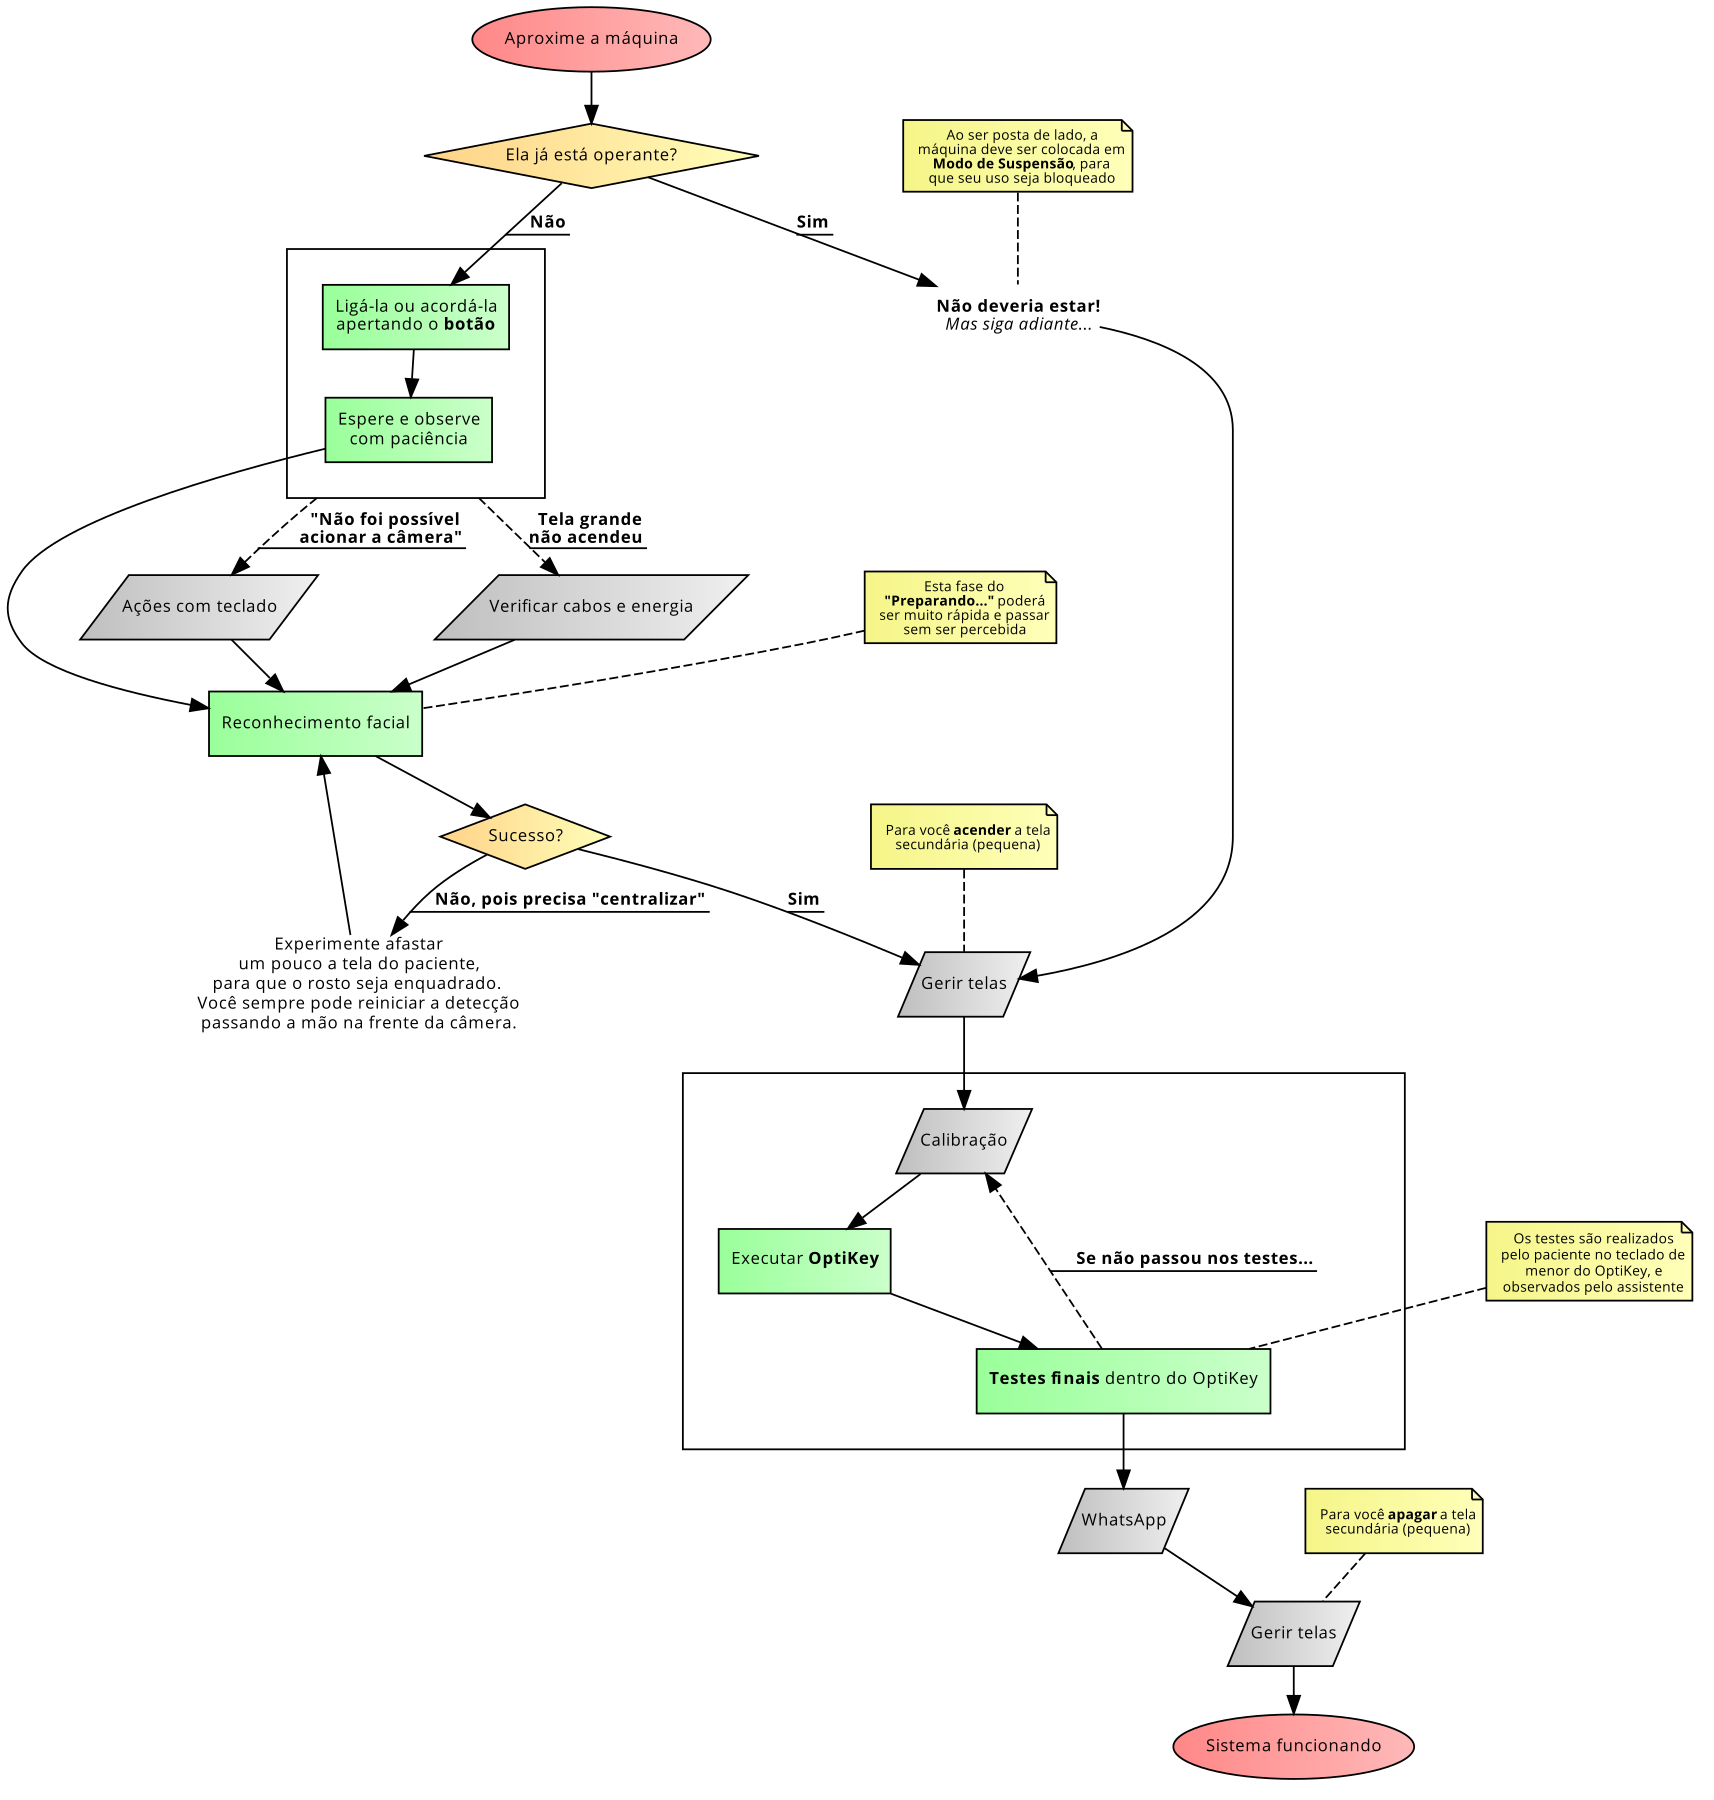 Aproxime a máquina
Ela já está operante?
Ao ser posta de lado, a
máquina deve ser colocada em
Modo de Suspensão, para
que seu uso seja bloqueado
Não
Sim
Ligá-la ou acordá-la
apertando o botão
Não deveria estar!
Mas siga adiante...
Espere e observe
com paciência
"Não foi possível
acionar a câmera"
Tela grande
não acendeu
Ações com teclado
Verificar cabos e energia
Esta fase do
"Preparando..." poderá
ser muito rápida e passar
sem ser percebida
Reconhecimento facial
Sucesso?
Para você acender a tela
secundária (pequena)
Não, pois precisa "centralizar"
Sim
Experimente afastar
um pouco a tela do paciente,
para que o rosto seja enquadrado.
Você sempre pode reiniciar a detecção
passando a mão na frente da câmera.
Gerir telas
Calibração
Executar OptiKey
Se não passou nos testes...
Os testes são realizados
pelo paciente no teclado de
menor do OptiKey, e
observados pelo assistente
Testes finais dentro do OptiKey
WhatsApp
Para você apagar a tela
secundária (pequena)
Gerir telas
Sistema funcionando